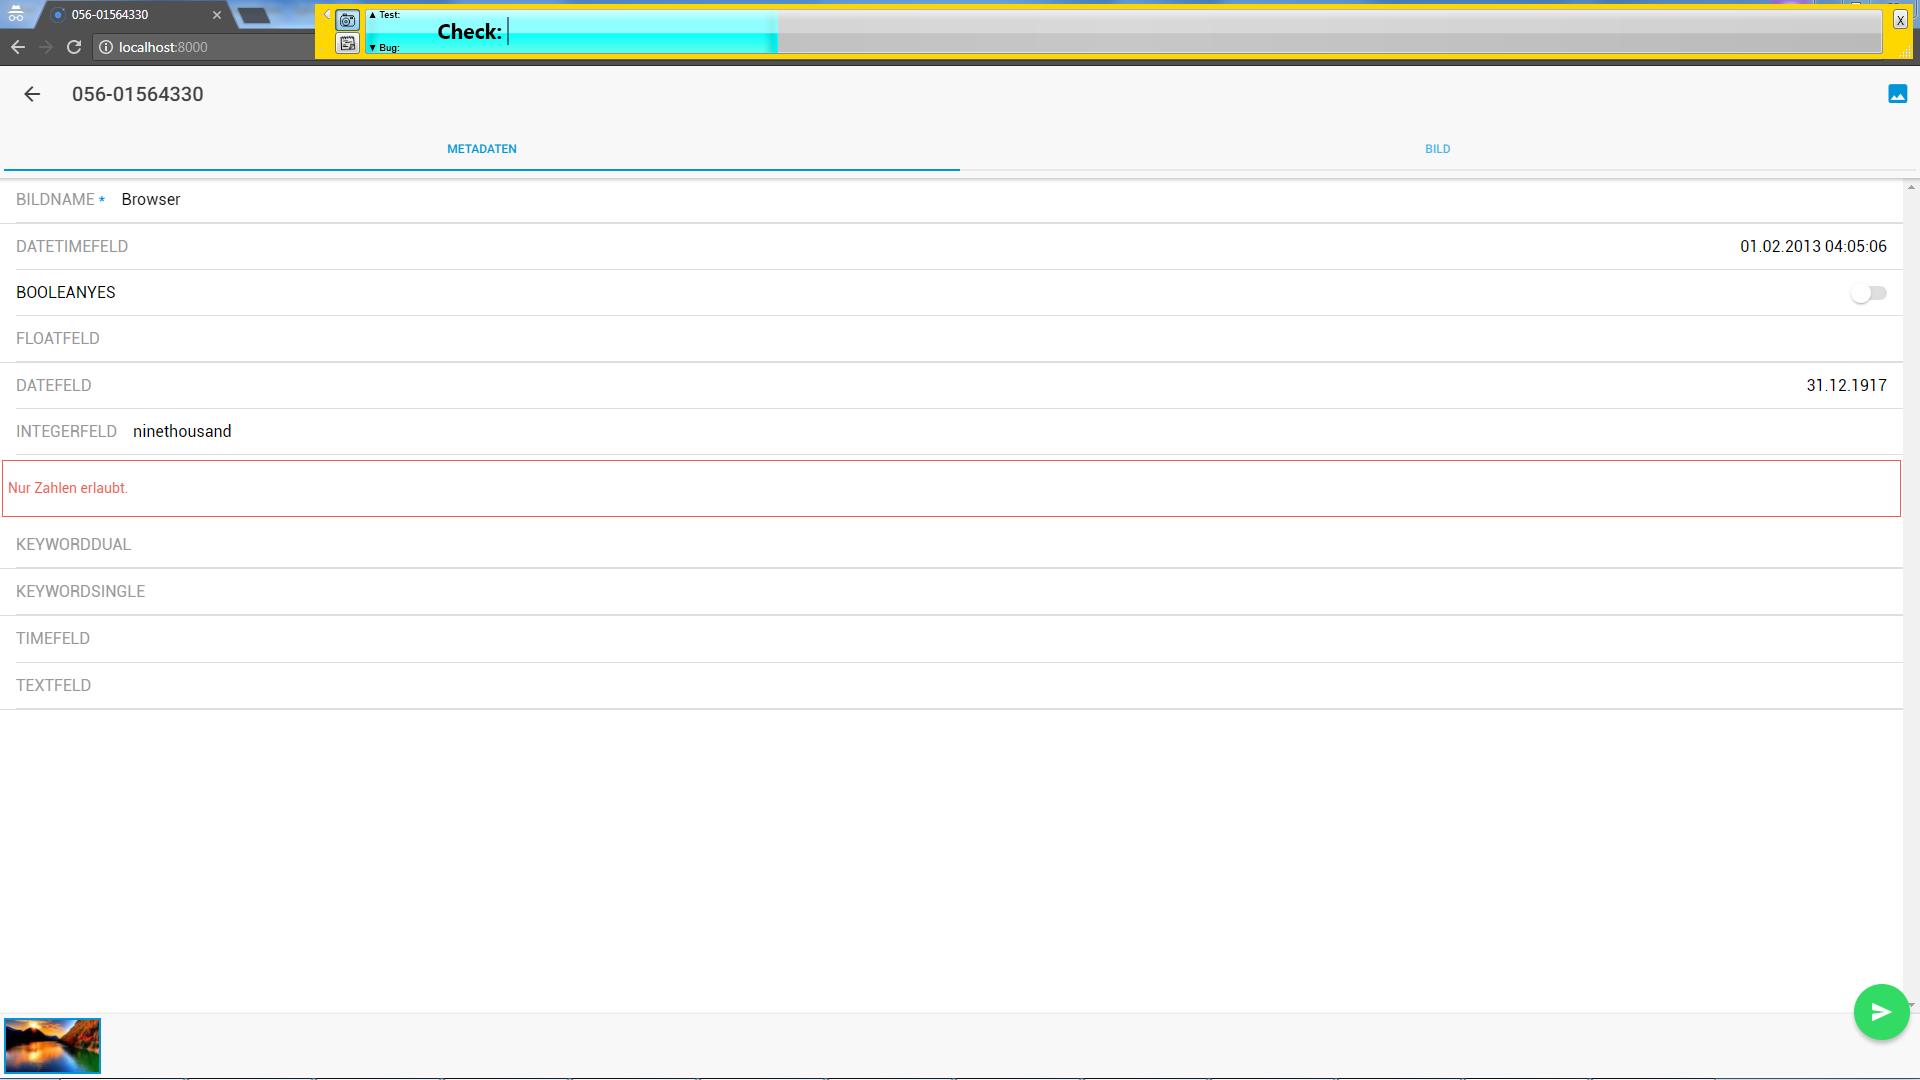 056-01564330
▲ Test:
Check:
▼ Bug:
X
localhost:8000
056-01564330
METADATEN
BILD
BILDNAME * Browser
DATETIMEFELD 01.02.2013 04:05:06
BOOLEANYES
FLOATFELD
DATEFELD 31.12.1917
INTEGERFELD ninethousand
Nur Zahlen erlaubt.
KEYWORDDUAL
KEYWORDSINGLE
TIMEFELD
TEXTFELD